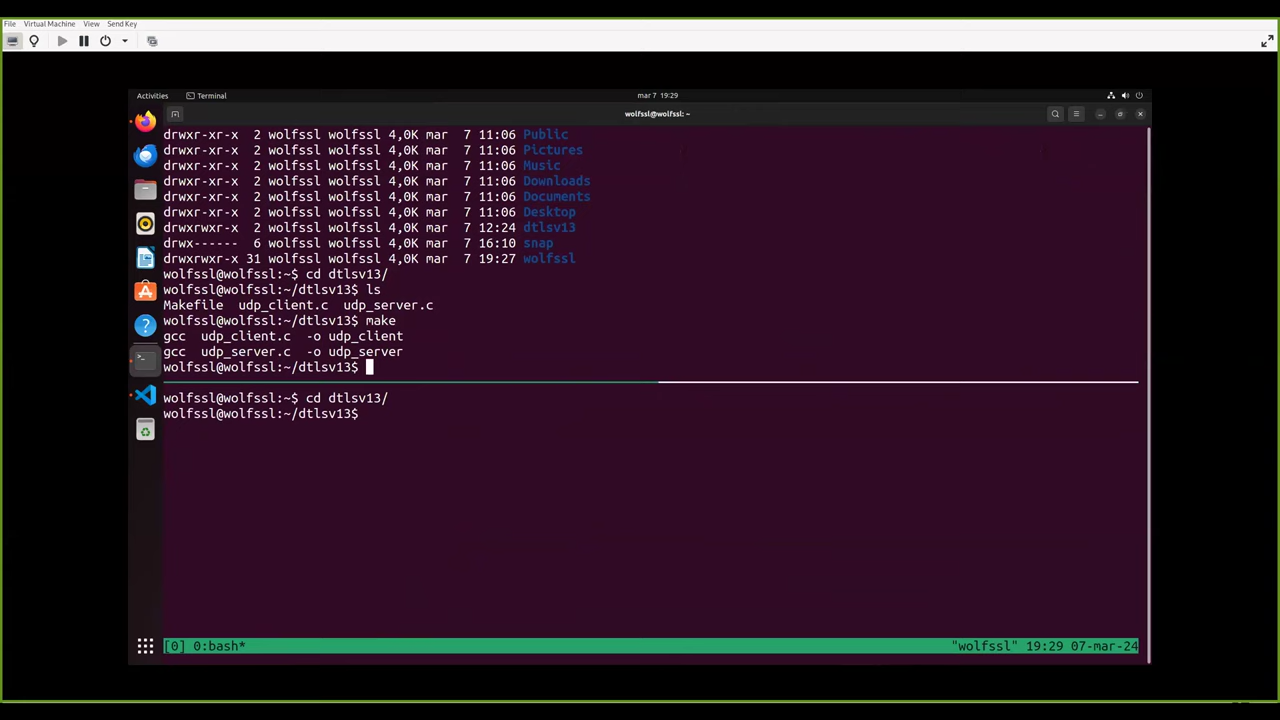 File Virtual Machine View Send Key
Activities Terminal mar 7 19:29
wolfssl@wolfssl: ~
drwxr-xr-x 2 wolfssl wolfssl 4,0K mar 7 11:06 Public
drwxr-xr-x 2 wolfssl wolfssl 4,0K mar 7 11:06 Pictures
drwxr-xr-x 2 wolfssl wolfssl 4,0K mar 7 11:06 Music
drwxr-xr-x 2 wolfssl wolfssl 4,0K mar 7 11:06 Downloads
drwxr-xr-x 2 wolfssl wolfssl 4,0K mar 7 11:06 Documents
drwxr-xr-x 2 wolfssl wolfssl 4,0K mar 7 11:06 Desktop
drwxrwxr-x 2 wolfssl wolfssl 4,0K mar 7 12:24 dtlsv13
drwx------ 6 wolfssl wolfssl 4,0K mar 7 16:10 snap
drwxrwxr-x 31 wolfssl wolfssl 4,0K mar 7 19:27 wolfssl
wolfssl@wolfssl:~$ cd dtlsv13/
wolfssl@wolfssl:~/dtlsv13$ ls
Makefile udp_client.c udp_server.c
wolfssl@wolfssl:~/dtlsv13$ make
gcc udp_client.c -o udp_client
gcc udp_server.c -o udp_server
wolfssl@wolfssl:~/dtlsv13$
wolfssl@wolfssl:~$ cd dtlsv13/
wolfssl@wolfssl:~/dtlsv13$
[0] 0:bash* "wolfssl" 19:29 07-mar-24